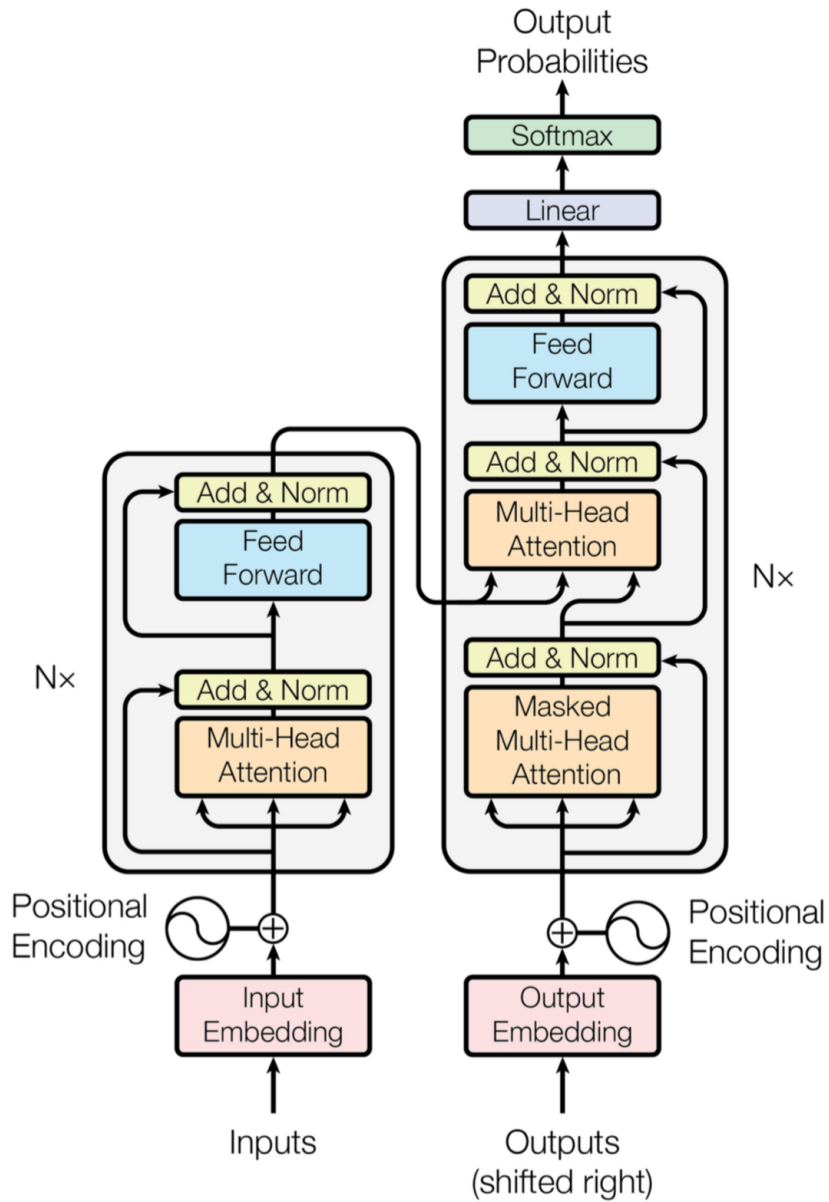 Output
Probabilities
Softmax
Linear
Add & Norm
Feed
Forward
Add & Norm
Multi-Head
Attention
Nx
Add & Norm
Masked
Multi-Head
Attention
Add & Norm
Feed
Forward
Nx
Add & Norm
Multi-Head
Attention
Positional
Encoding
Positional
Encoding
Input
Embedding
Output
Embedding
Inputs
Outputs
(shifted right)